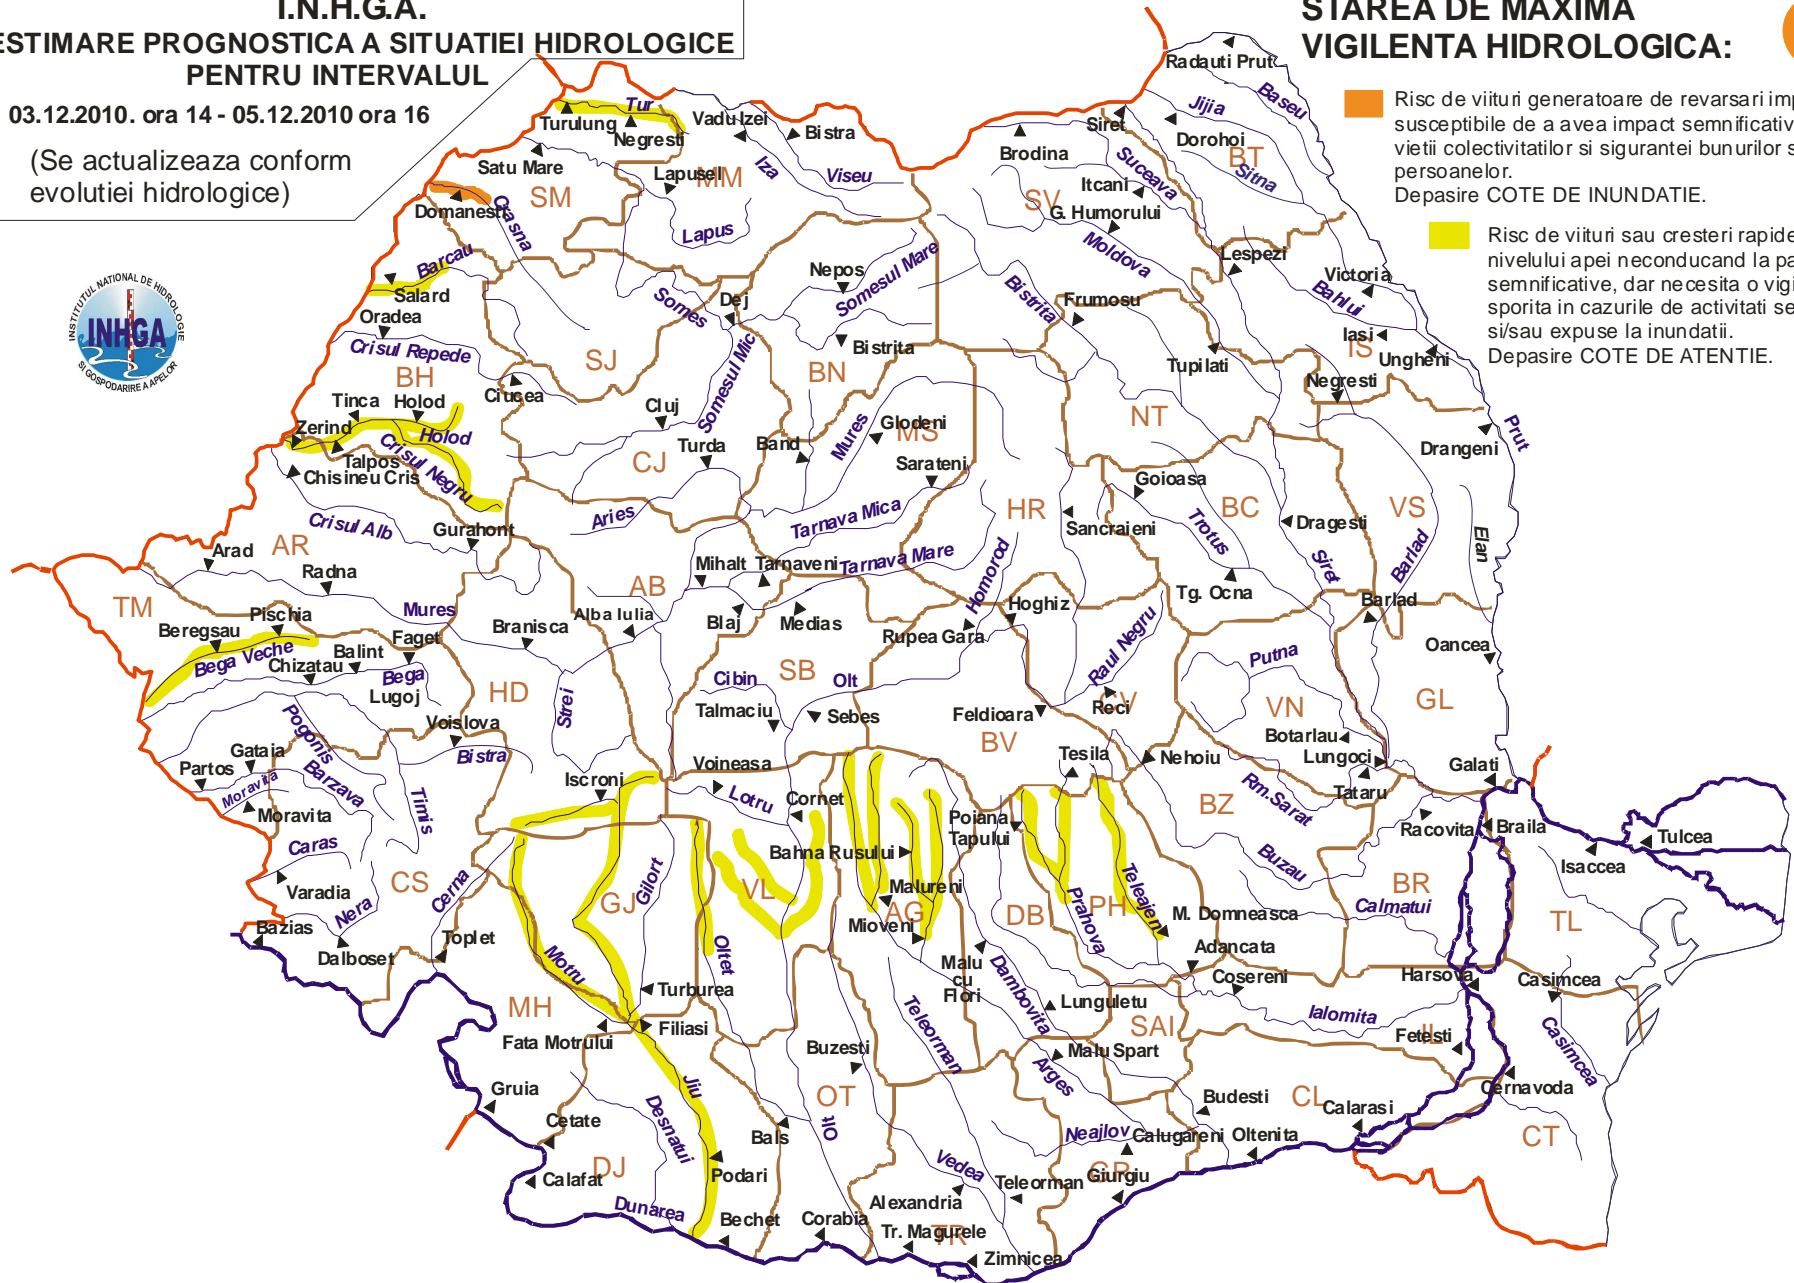 I.N.H.G.A.
ESTIMARE PROGNOSTICA A SITUATIEI HIDROLOGICE
PENTRU INTERVALUL
03.12.2010. ora 14 - 05.12.2010 ora 16
(Se actualizeaza conform
evolutiei hidrologice)
STAREA DE MAXIMA
VIGILENTA HIDROLOGICA:
Risc de viituri generatoare de revarsari
susceptibile de a avea impact semnificativ
vietii colectivitatilor si sigurantei bunurilor
persoanelor.
Depasire COTE DE INUNDATIE.
Risc de viituri sau cresteri rapide
nivelului apei neconducand la
semnificative, dar necesita o
sporita in cazurile de activitati
si/sau expuse la inundatii.
Depasire COTE DE ATENTIE.
INSTITUTUL NATIONAL DE HIDROLOGIE
INHGA
SI GOSPODARIRE A APELOR
Radauti Prut
Baseu
Jijia
Siret
Dorohoi
BT
Sitna
Tur
Turulung
Negresti
Vadu Izei
Bistra
Satu Mare
SM
Lapusel
MM
Iza
Viseu
Brodina
Suceava
Itcani
SV
G. Humorului
Domanesti
Crasna
Lapus
Moldova
Lespezi
Victoria
Bahlui
Barcau
Salard
Nepos
Somesul Mare
Bistrita
Frumosu
Somes
Dej
Oradea
Crisul Repede
BH
SJ
Somesul Mic
Bistrita
BN
Iasi
IS
Ungheni
Tupilati
Negresti
Ciucea
Tinca
Holod
Zerind
Holod
Talpos
Crisul Negru
Chisineu Cris
Cluj
Turda
CJ
Band
Mures
Glodeni
MS
Sarateni
NT
Drangeni
Prut
Goioasa
BC
VS
Crisul Alb
Gurahont
Aries
Tarnava Mica
HR
Sancraieni
Trotus
Dragesti
Siret
Barlad
Elan
AR
Arad
Radna
Mures
AB
Mihalt
Tarnaveni
Tarnava Mare
Homorod
Tg. Ocna
TM
Pischia
Beregsau
Bega Veche
Faget
Balint
Chizatau
Bega
Lugoj
Branisca
Alba Iulia
Blaj
Medias
Rupea Gara
Hoghiz
Raul Negru
Barlad
Oancea
Putna
HD
Strei
Cibin
SB
Olt
Talmaciu
Sebes
Feldioara
BV
Reci
CV
VN
GL
Botarlau
Lungoci
Pogonis
Voislova
Bistra
Gataia
Partos
Moravita
Barzava
Moravita
Timis
Iscroni
Voineasa
Lotru
Cornet
Tesila
Nehoiu
BZ
Rm.Sarrat
Tataru
Galati
Caras
Varadia
CS
Cerna
Nera
Bazias
Dalboset
Toplet
GJ
Gilort
VL
Bahna Rusului
Malureni
AG
Mioveni
Poiana
Tapului
DB
Prahova
PH
Teleajen
M. Domneasca
Buzau
Racovita
Braila
BR
Calmatui
Isaccea
Tulcea
TL
Motru
Oltet
MH
Turburea
Fata Motrului
Filiasi
Malu
cu
Flori
Dambovita
Lunguletu
Adancata
Cosereni
Harsova
Casimcea
SAI
Ialomita
IL
Fetesti
Casimcea
Teleorman
Malu Spart
Arges
Buzesti
Gruia
Cetate
Jiu
Desnatui
OT
Olt
Bals
Budesti
CL
Calarasi
Cernavoda
CT
Neajlov
Calugareni
Oltenita
DJ
Calafat
Podari
Dunarea
Bechet
Corabia
Vedea
Alexandria
Teleorman
Giurgiu
GR
Tr. Magurele
TR
Zimnicea